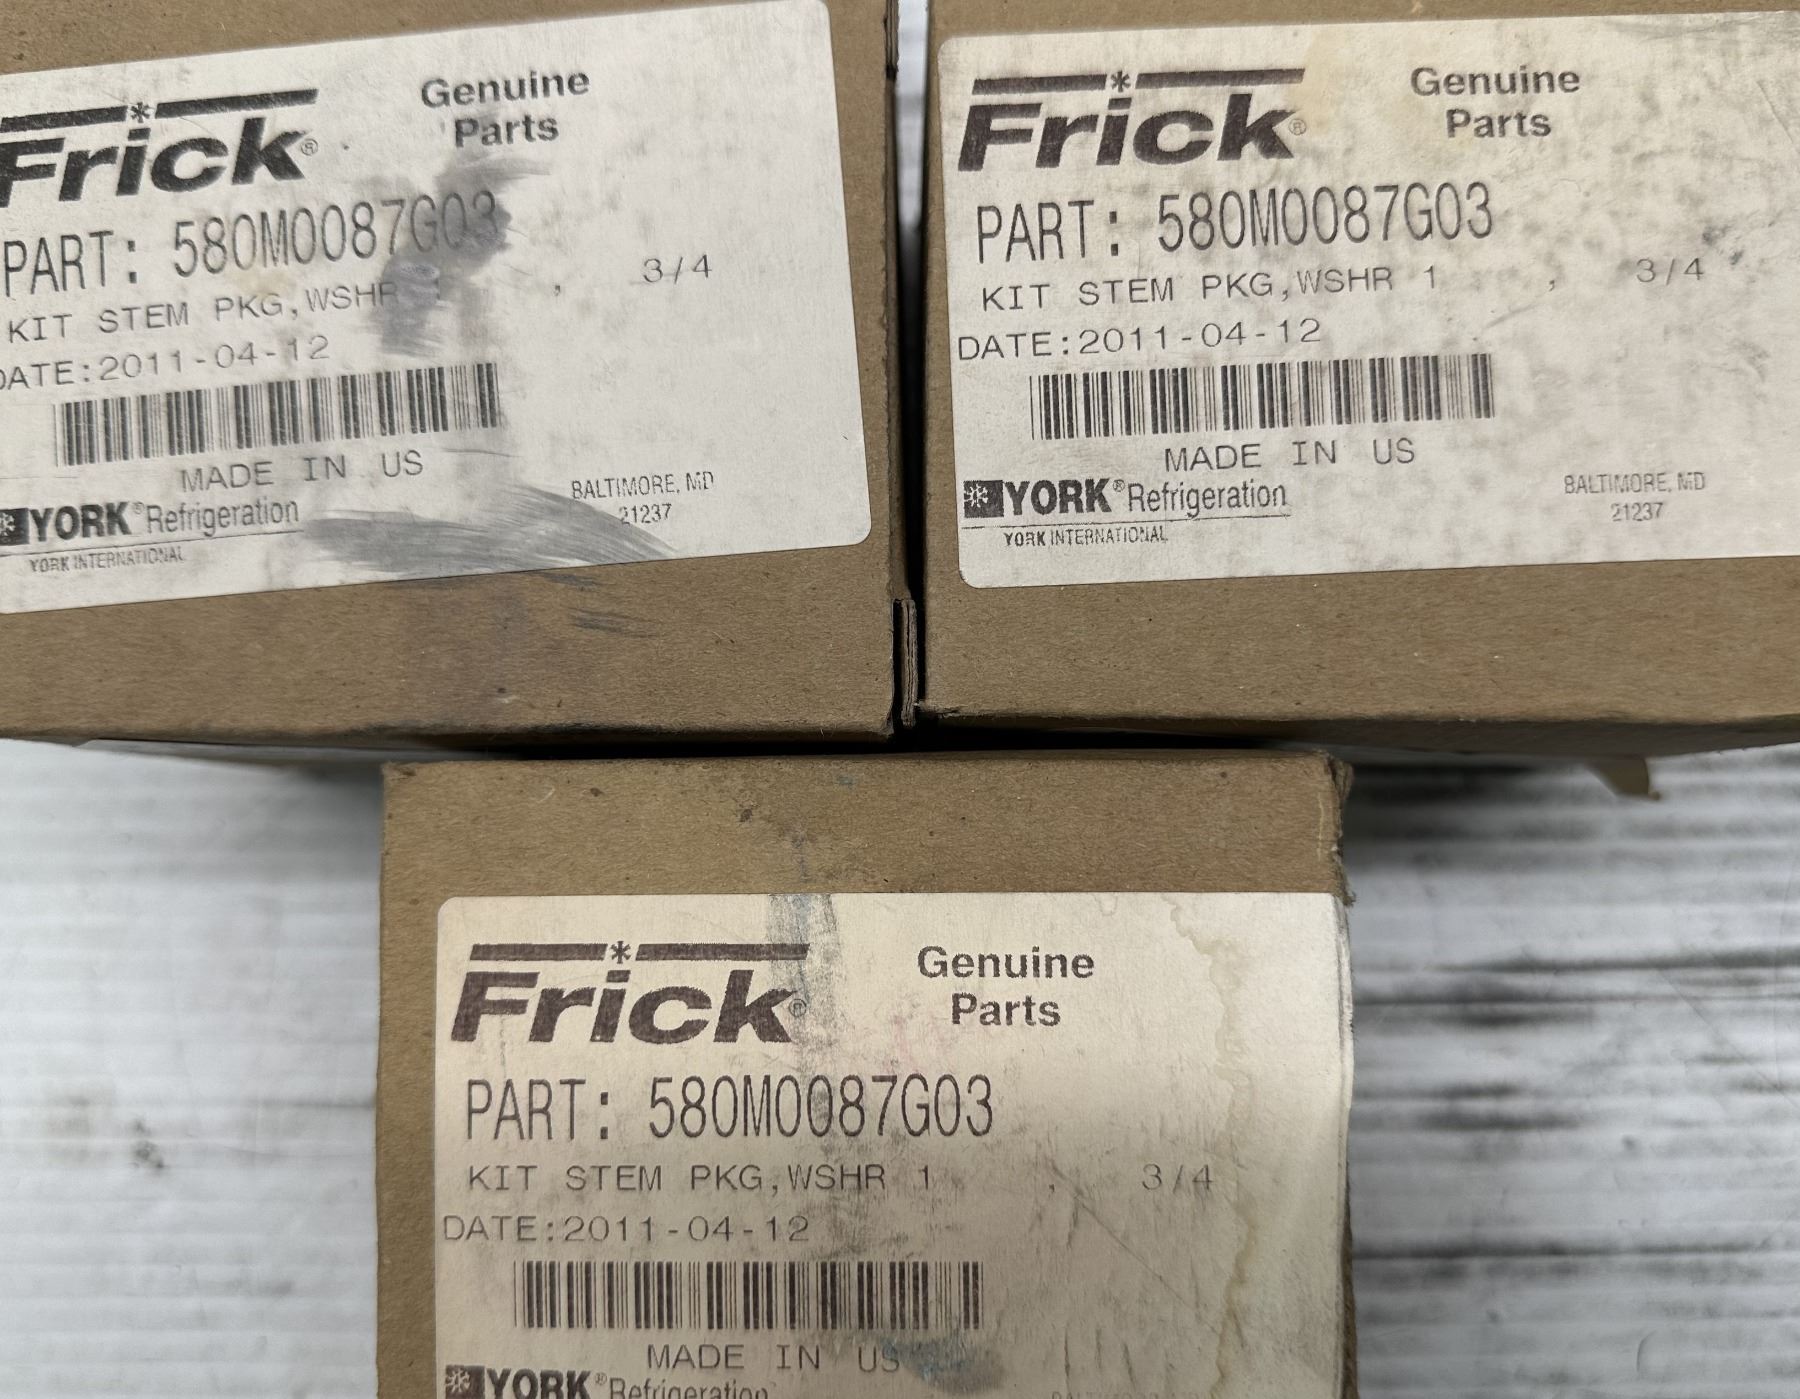 Frick® Genuine
Parts
PART: 580M0087G03
KIT STEM PKG,WSHR 1 , 3/4
DATE:2011-04-12
MADE IN US
YORK® Refrigeration
YORK INTERNATIONAL
BALTIMORE, MD
21237
Frick® Genuine
Parts
PART: 580M0087G03
KIT STEM PKG,WSHR 1 , 3/4
DATE:2011-04-12
MADE IN US
YORK® Refrigeration
YORK INTERNATIONAL
BALTIMORE, MD
21237
Frick® Genuine
Parts
PART: 580M0087G03
KIT STEM PKG,WSHR 1 , 3/4
DATE:2011-04-12
MADE IN US
YORK® Refrigeration